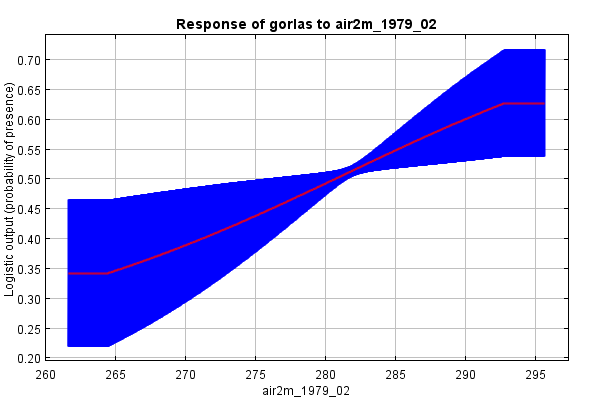 Response of gorlas to air2m_1979_02
Logistic output (probability of presence)
0.70
0.65
0.60
0.55
0.50
0.45
0.40
0.35
0.30
0.25
0.20
260 265 270 275 280 285 290 295
air2m_1979_02